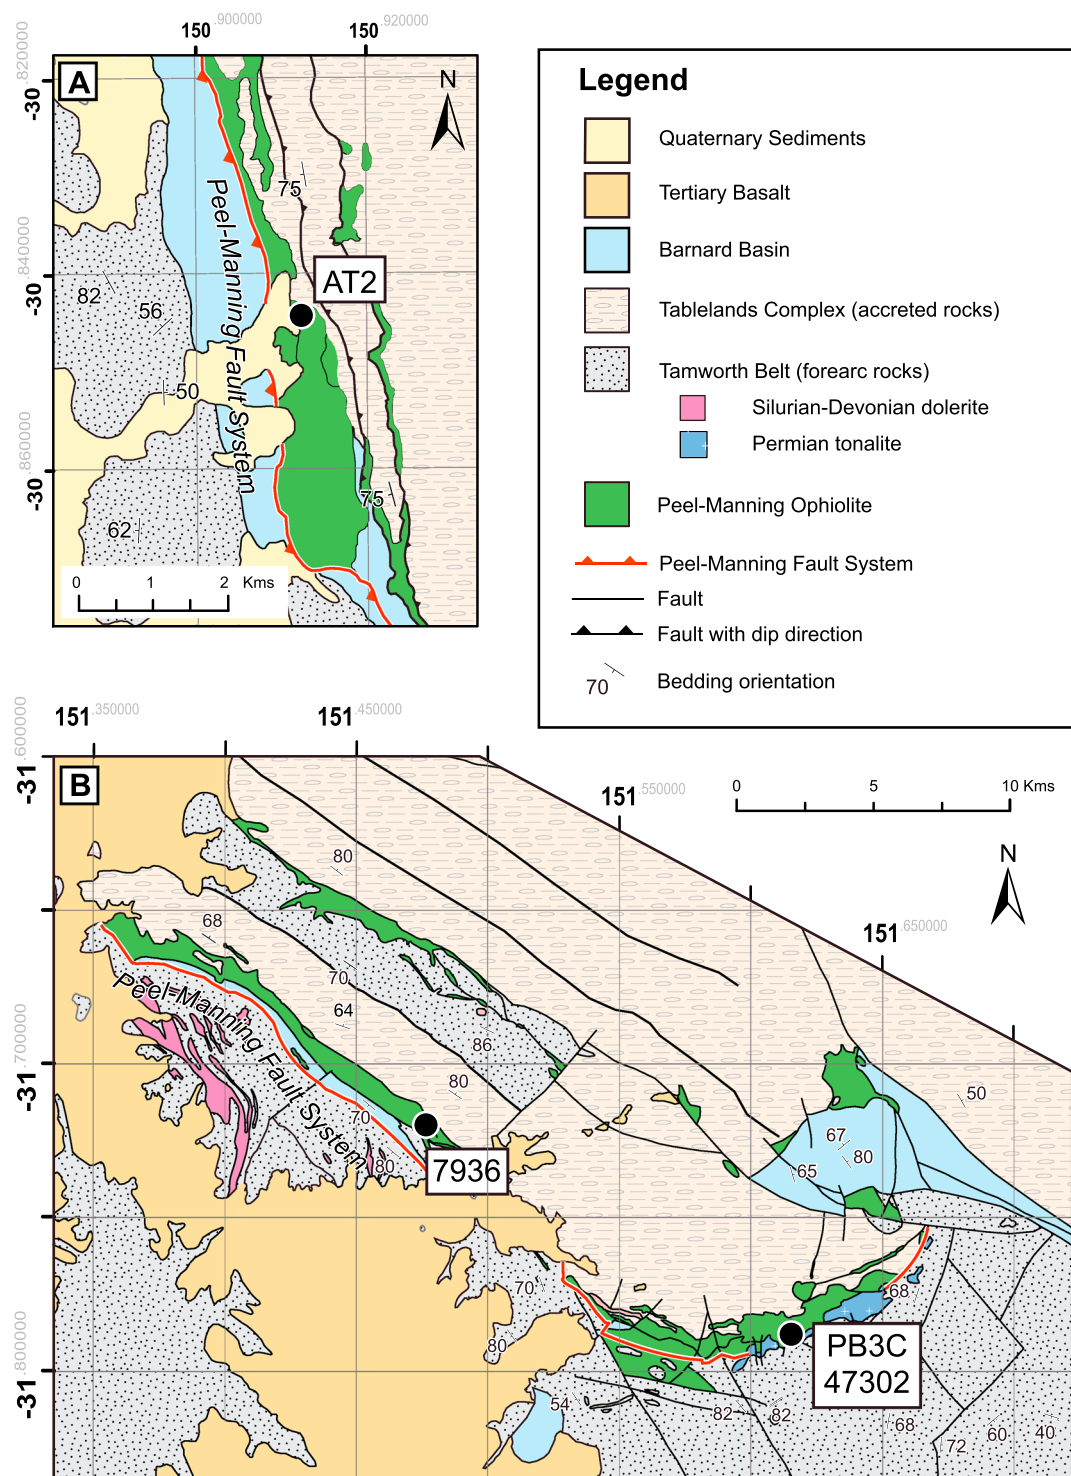 150 .900000
150 .920000
-30 .820000
-30 .840000
-30 .860000
A
N
75
82
56
50
62
75
AT2
Peel-Manning Fault System
0 1 2 Kms
Legend
Quaternary Sediments
Tertiary Basalt
Barnard Basin
Tablelands Complex (accreted rocks)
Tamworth Belt (forearc rocks)
Silurian-Devonian dolerite
Permian tonalite
Peel-Manning Ophiolite
Peel-Manning Fault System
Fault
Fault with dip direction
70 Bedding orientation
151 .350000
151 .450000
151 .550000
151 .650000
-31 .600000
-31 .700000
-31 .800000
B
0 5 10 Kms
N
80
68
70
64
86
80
70
80
Peel-Manning Fault System
7936
50
67
80
65
68
70
80
54
82
82
68
72
60
40
PB3C
47302